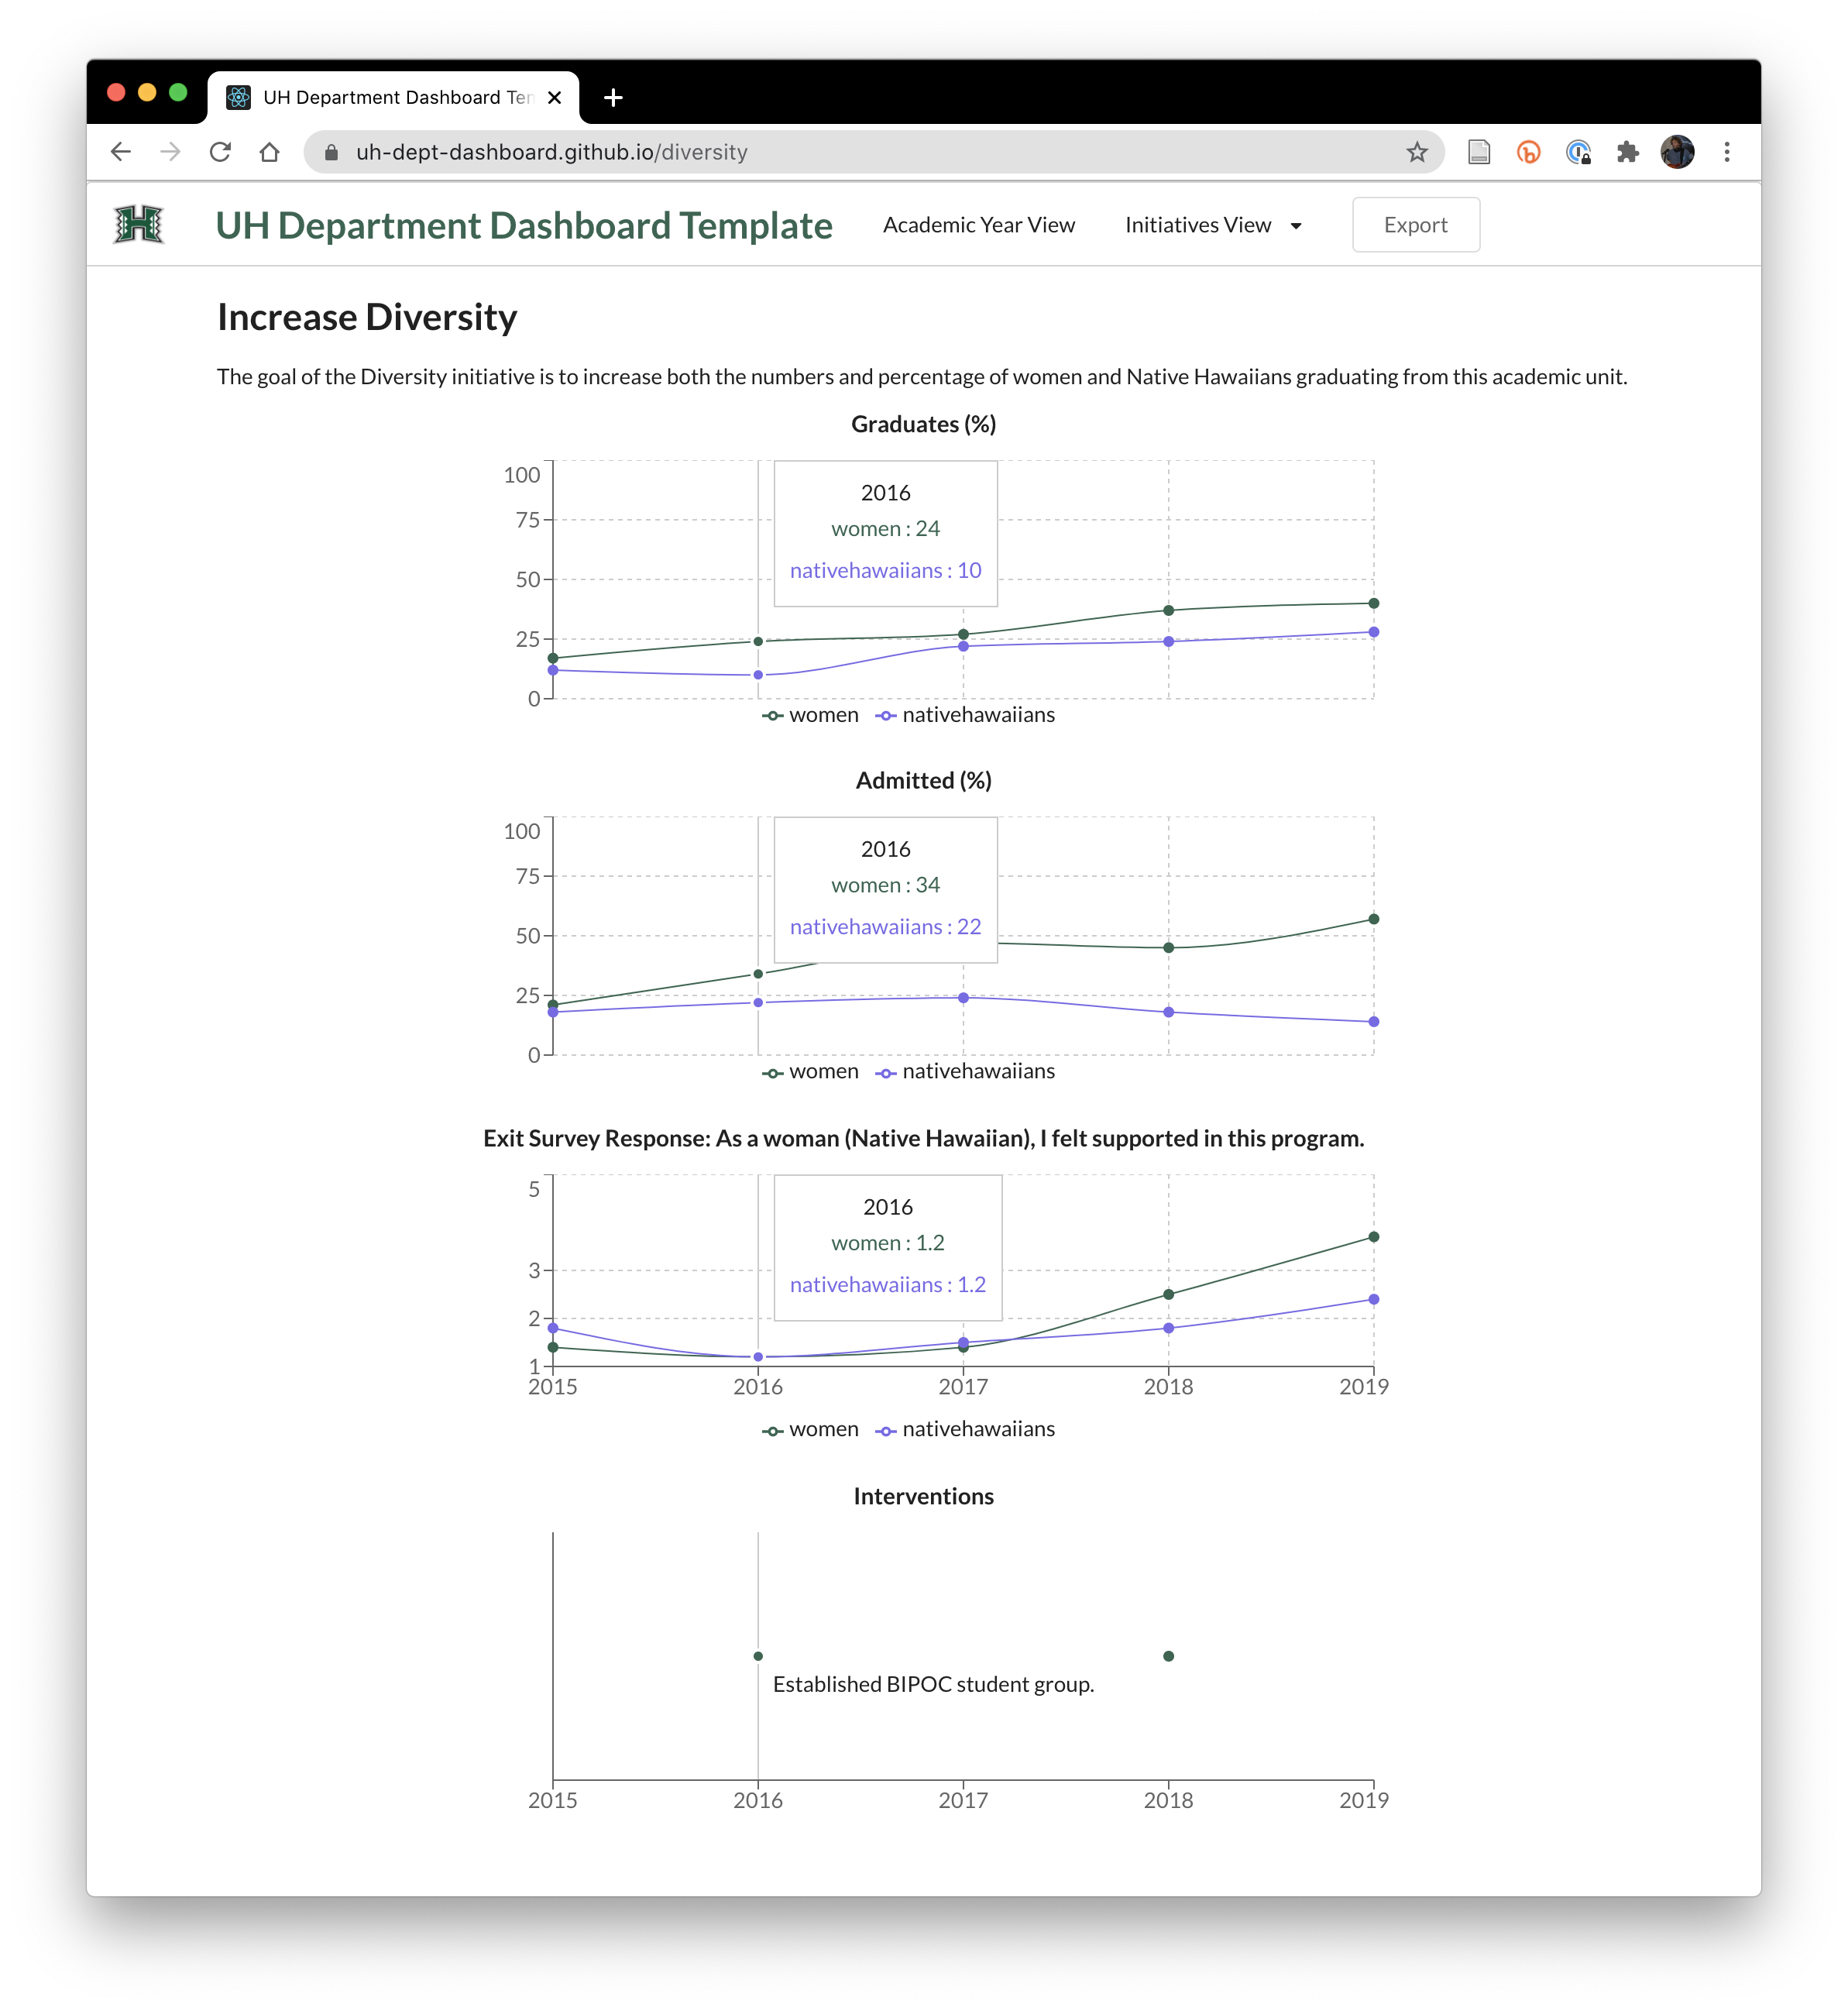 UH Department Dashboard Ten
uh-dept-dashboard.github.io/diversity
H
UH Department Dashboard Template Academic Year View Initiatives View Export
Increase Diversity
The goal of the Diversity initiative is to increase both the numbers and percentage of women and Native Hawaiians graduating from this academic unit.
Graduates (%)
100
75
50
25
0
2016
women : 24
nativehawaiians : 10
women nativehawaiians
Admitted (%)
100
75
50
25
0
2016
women : 34
nativehawaiians : 22
women nativehawaiians
Exit Survey Response: As a woman (Native Hawaiian), I felt supported in this program.
5
3
2
1
2016
women : 1.2
nativehawaiians : 1.2
2015 2016 2017 2018 2019
women nativehawaiians
Interventions
Established BIPOC student group.
2015 2016 2017 2018 2019